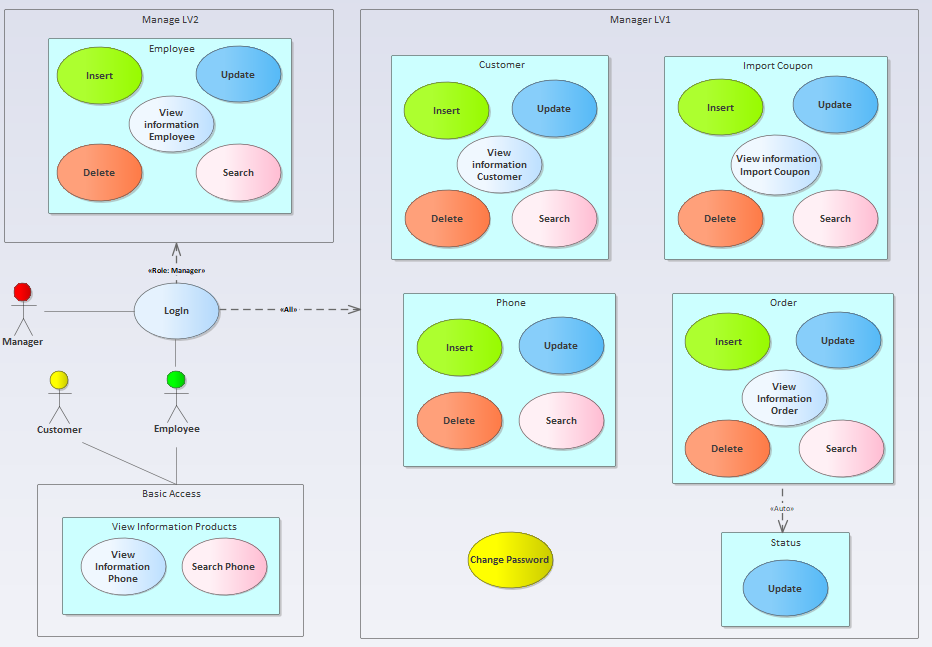 Manage LV2
Employee
Insert
Update
View
information
Employee
Delete
Search
«Role: Manager»
LogIn
«All»
Manager
Customer
Employee
Basic Access
View Information Products
View
Information
Phone
Search Phone
Manager LV1
Customer
Insert
Update
View
information
Customer
Delete
Search
Import Coupon
Insert
Update
View information
Import Coupon
Delete
Search
Phone
Insert
Update
Delete
Search
Order
Insert
Update
View
Information
Order
Delete
Search
«Auto»
Status
Update
Change Password